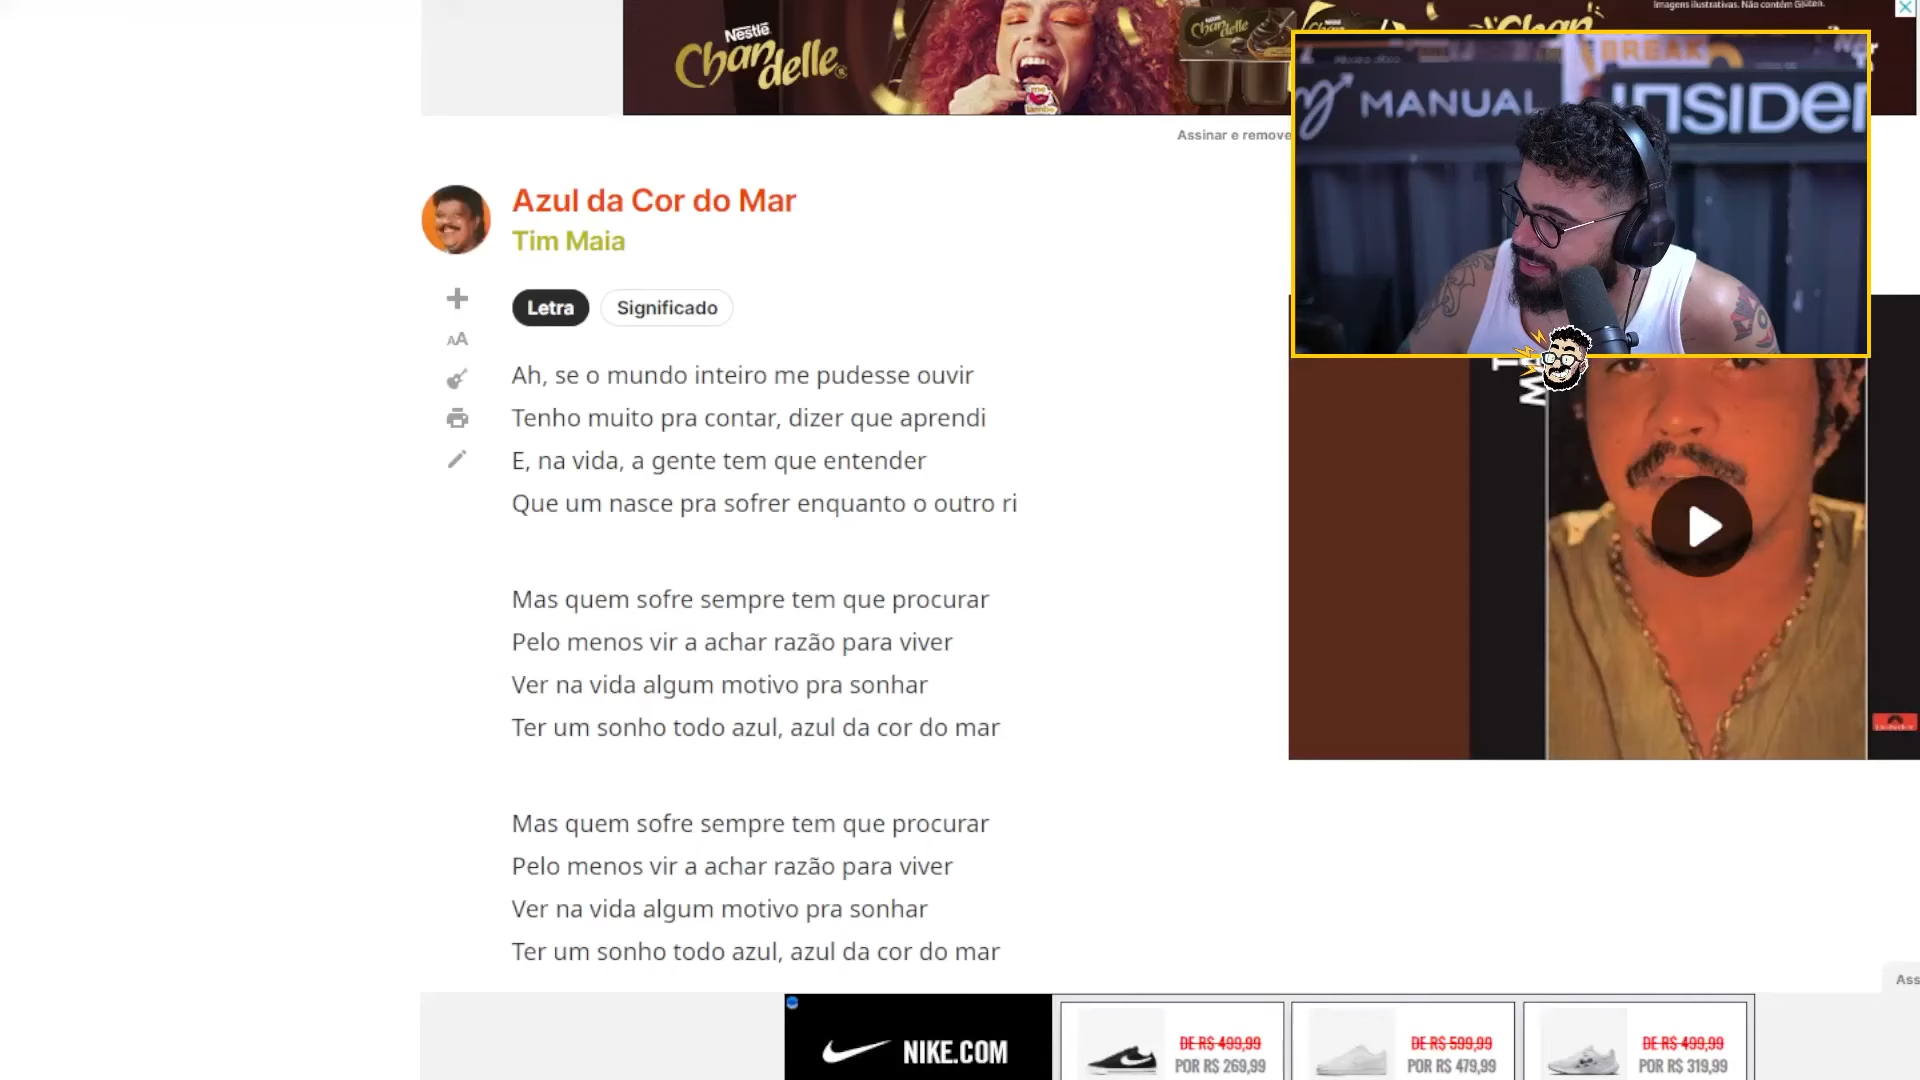 Nestlé
Chandelle
Chandelle
Imagens ilustrativas. Não contém Glúten.
BREAK
MANUAL
INSIDER
Assinar e remove
Azul da Cor do Mar
Tim Maia
Letra
Significado
AA
Ah, se o mundo inteiro me pudesse ouvir
Tenho muito pra contar, dizer que aprendi
E, na vida, a gente tem que entender
Que um nasce pra sofrer enquanto o outro ri
Mas quem sofre sempre tem que procurar
Pelo menos vir a achar razão para viver
Ver na vida algum motivo pra sonhar
Ter um sonho todo azul, azul da cor do mar
Mas quem sofre sempre tem que procurar
Pelo menos vir a achar razão para viver
Ver na vida algum motivo pra sonhar
Ter um sonho todo azul, azul da cor do mar
Ass
NIKE.COM
DE R$ 499,99
POR R$ 269,99
DE R$ 599,99
POR R$ 479,99
DE R$ 499,99
POR R$ 319,99